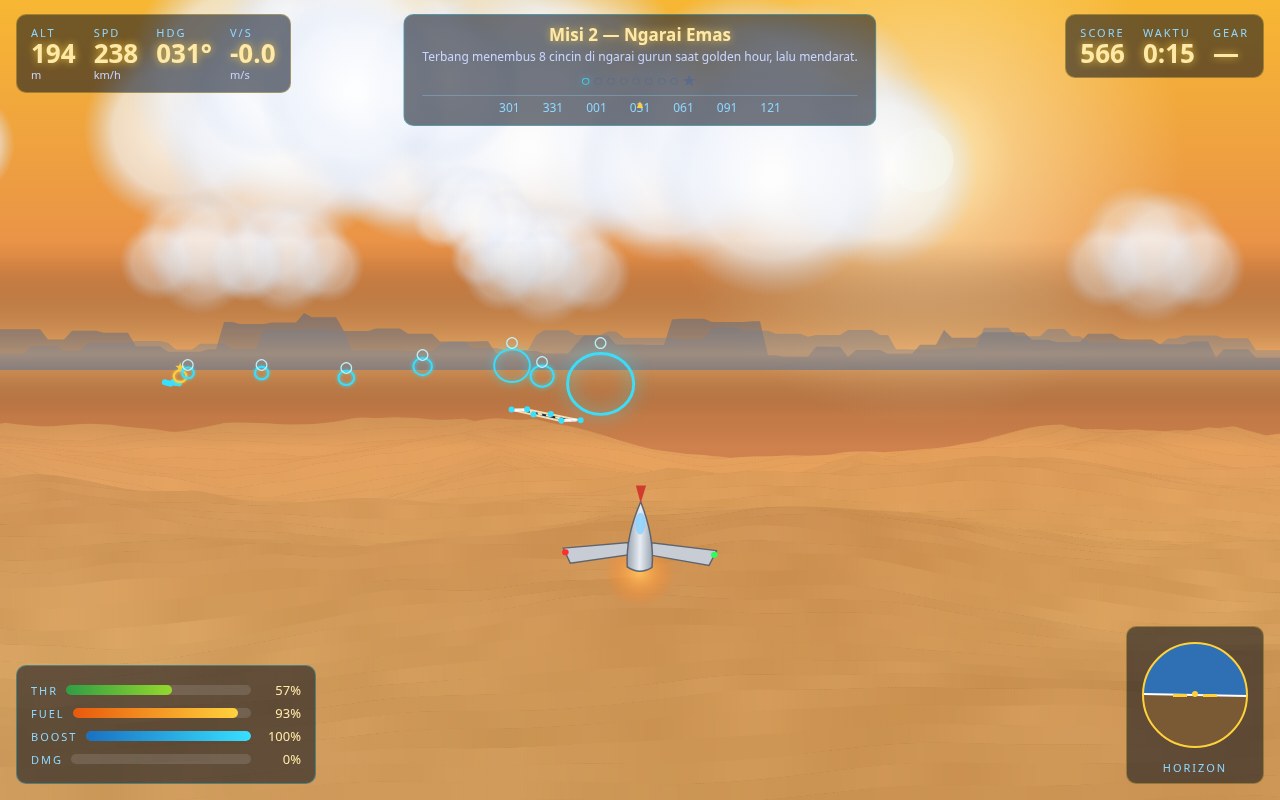 ALT SPD HDG V/S
194 238 031° -0.0
m km/h m/s
Misi 2 — Ngarai Emas
Terbang menembus 8 cincin di ngarai gurun saat golden hour, lalu mendarat.
301 331 001 031 061 091 121
SCORE WAKTU GEAR
566 0:15 —
THR 57%
FUEL 93%
BOOST 100%
DMG 0%
HORIZON